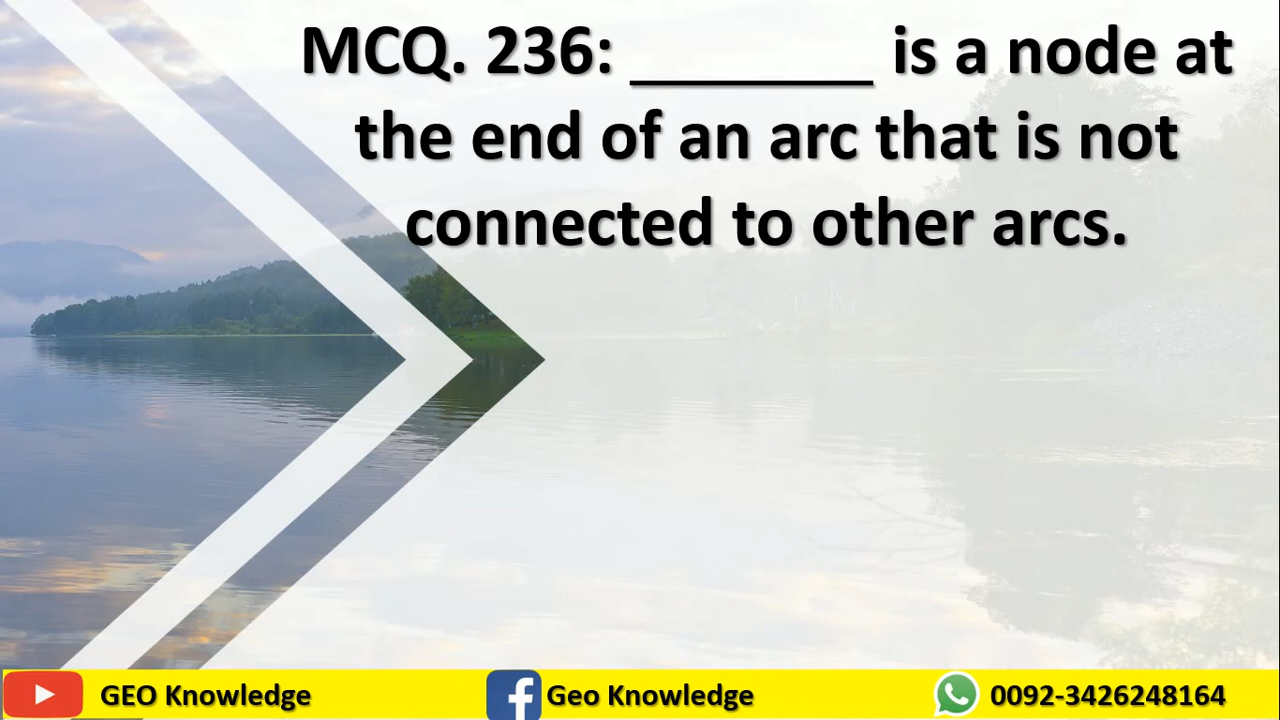 MCQ. 236: _______ is a node at
the end of an arc that is not
connected to other arcs.
GEO Knowledge
Geo Knowledge
0092-3426248164